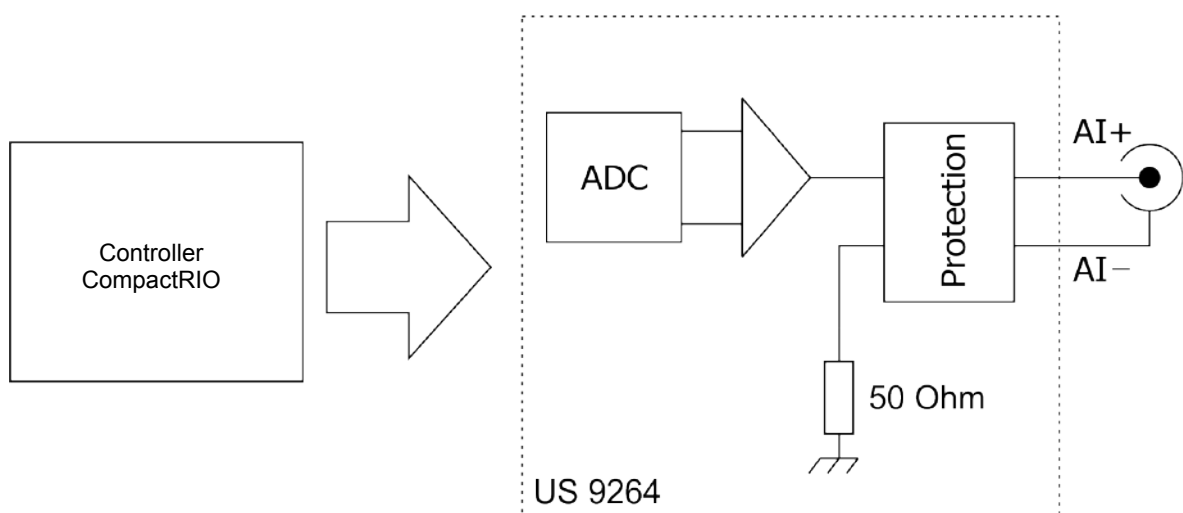 Controller
CompactRIO
ADC
Protection
AI+
AI−
50 Ohm
US 9264